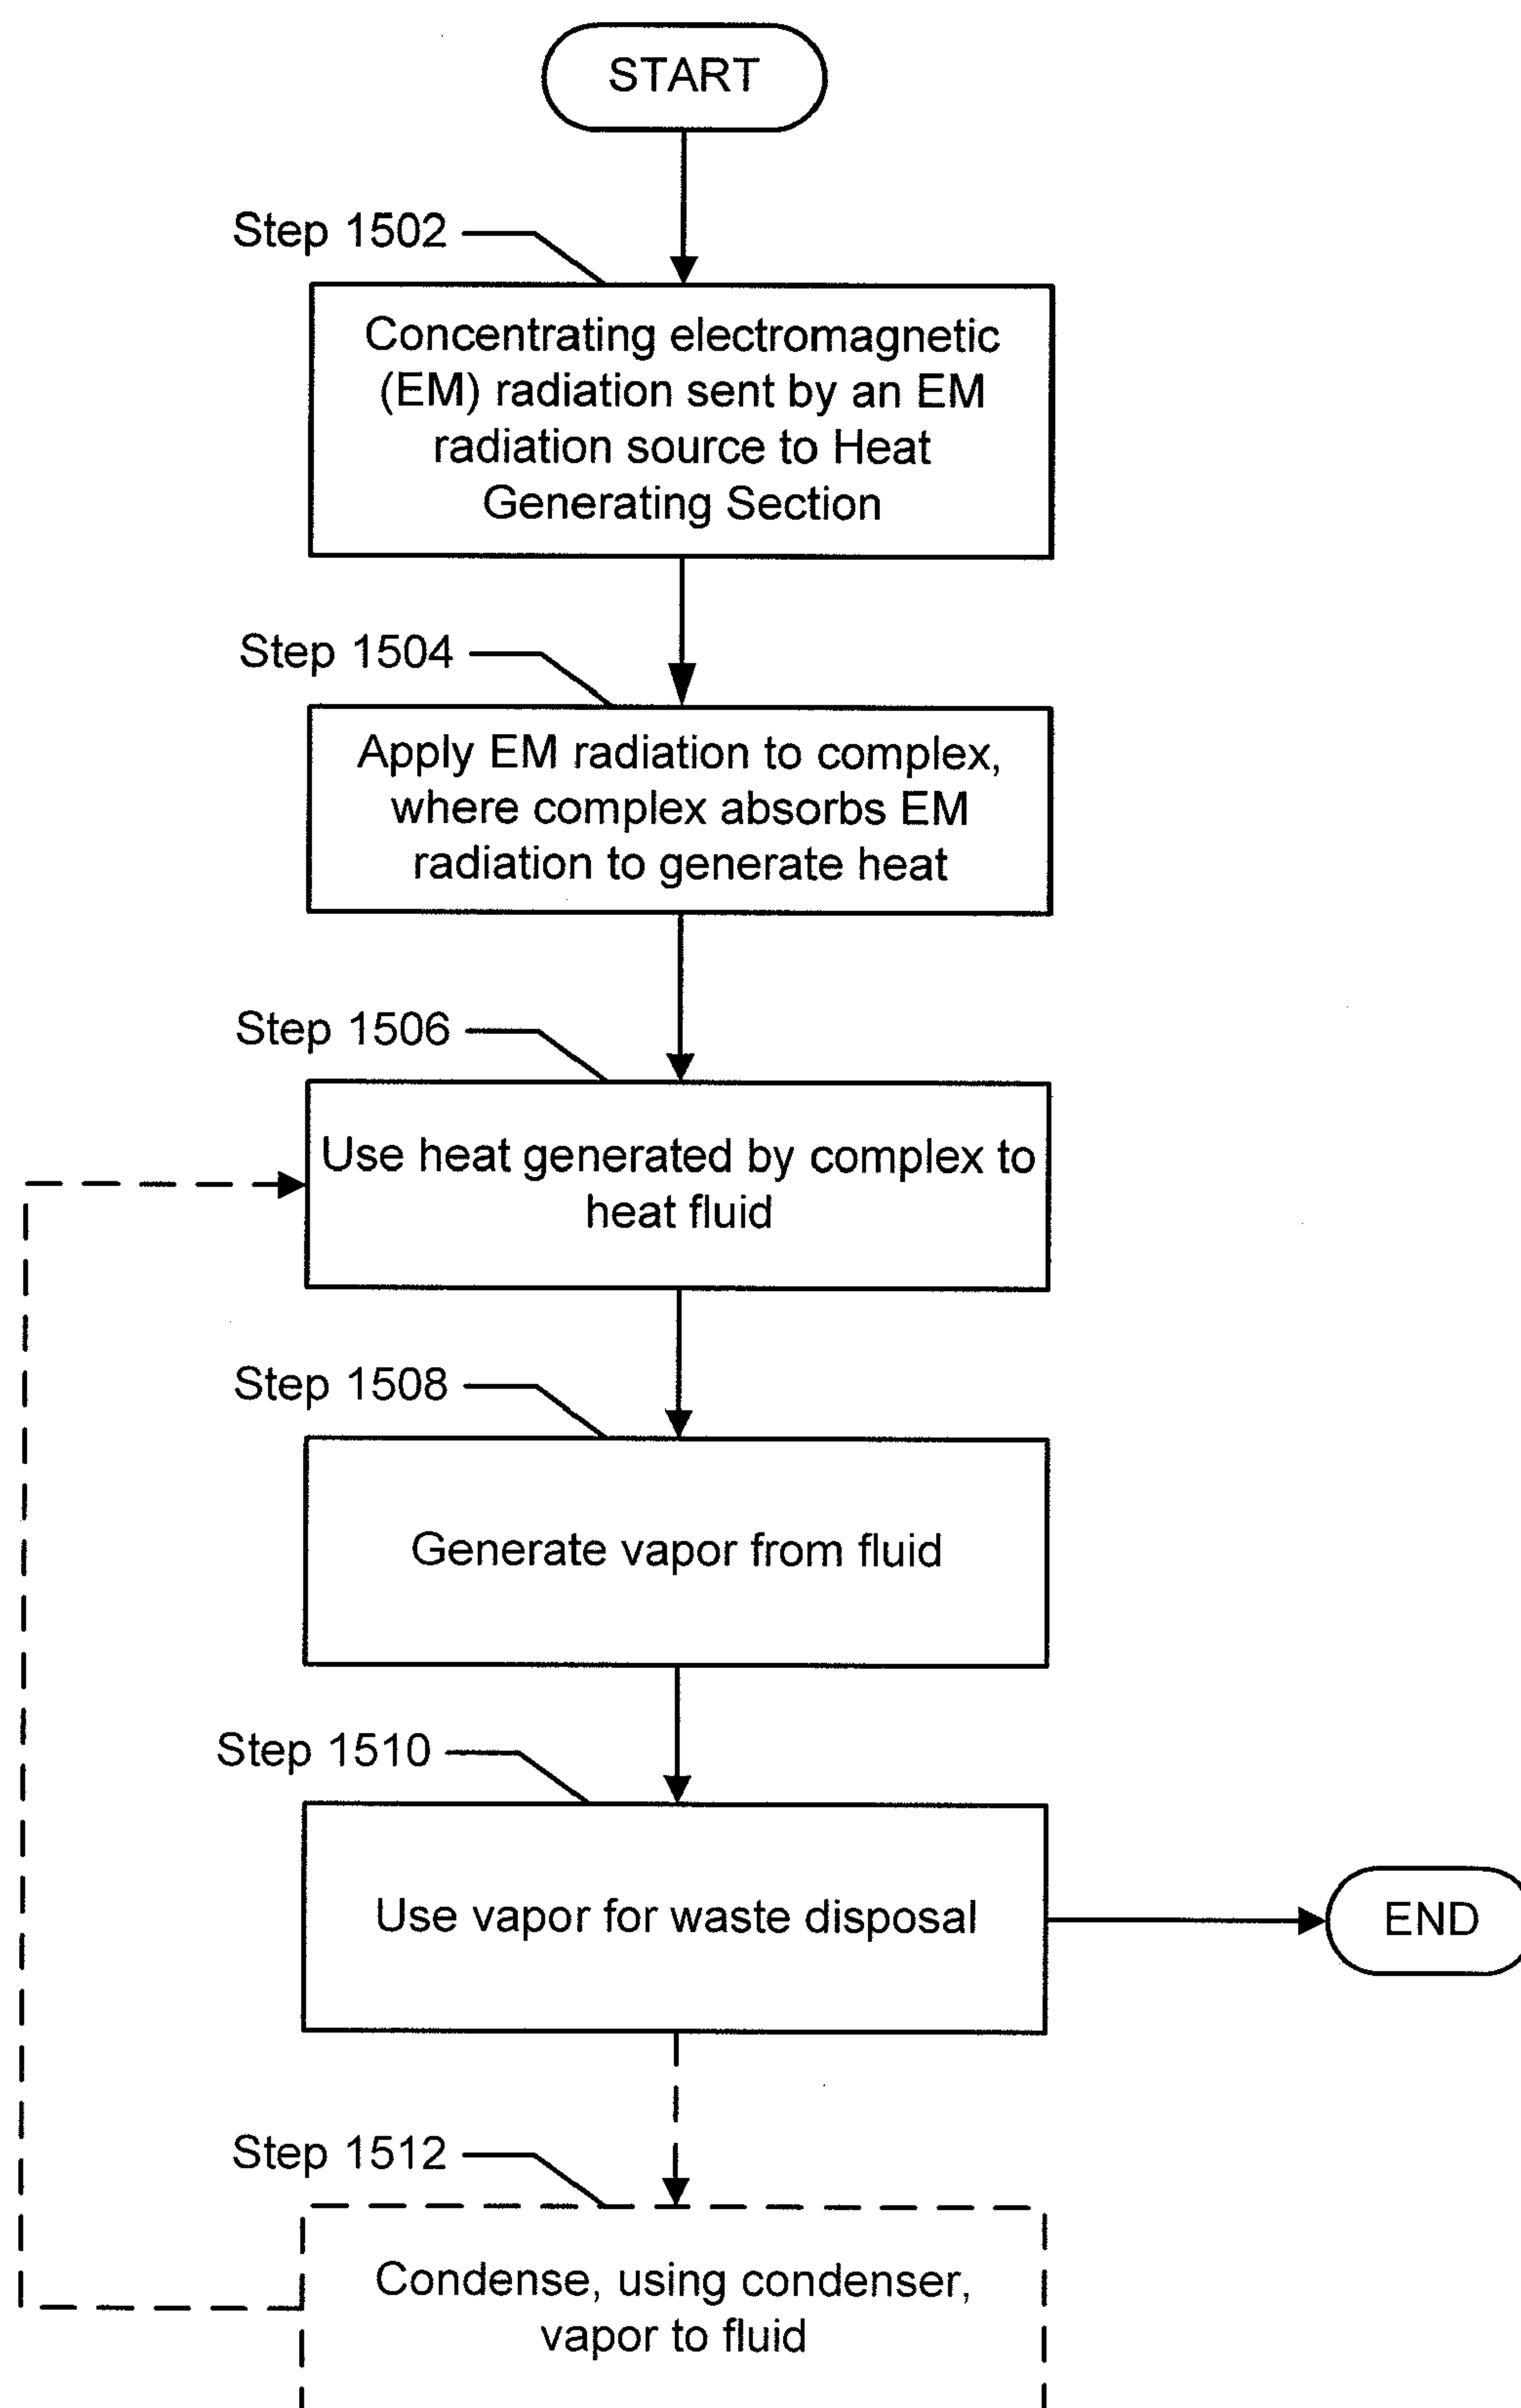 START
Step 1502
Concentrating electromagnetic
(EM) radiation sent by an EM
radiation source to Heat
Generating Section
Step 1504
Apply EM radiation to complex,
where complex absorbs EM
radiation to generate heat
Step 1506
Use heat generated by complex to
heat fluid
Step 1508
Generate vapor from fluid
Step 1510
Use vapor for waste disposal
END
Step 1512
Condense, using condenser,
vapor to fluid